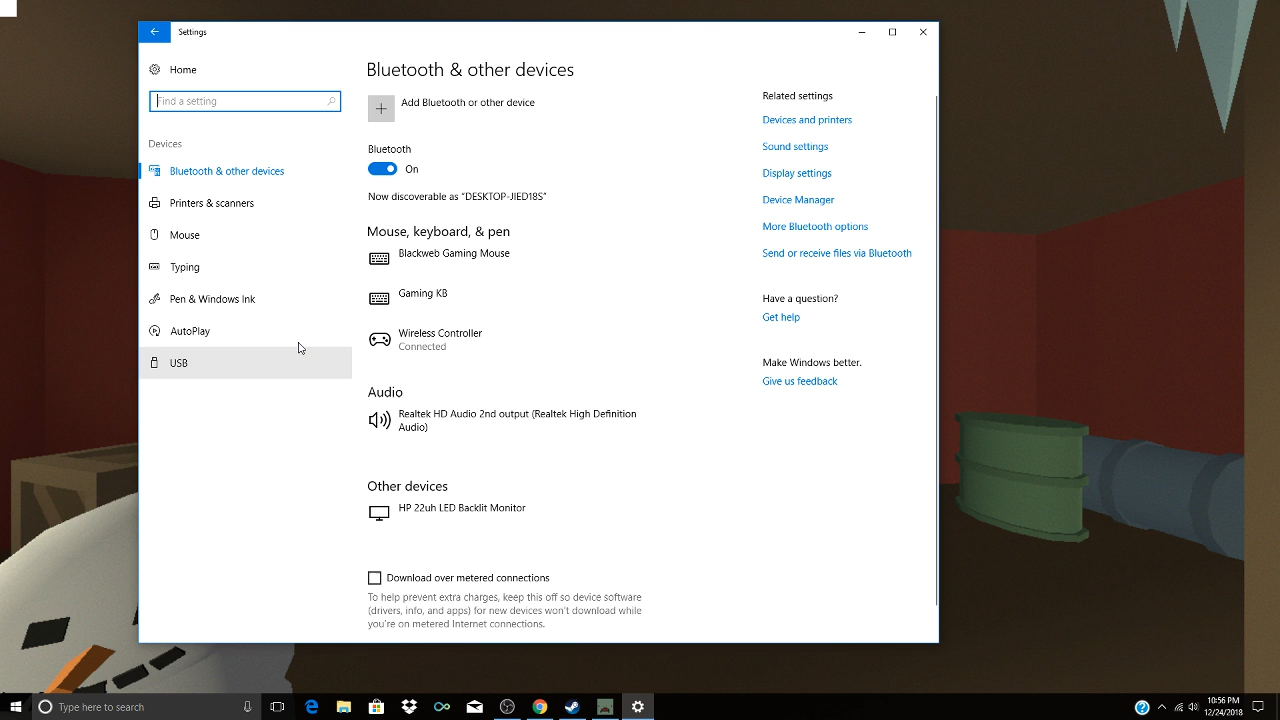 Settings
Home
Find a setting
Devices
Bluetooth & other devices
Printers & scanners
Mouse
Typing
Pen & Windows Ink
AutoPlay
USB
Bluetooth & other devices
Add Bluetooth or other device
Bluetooth
On
Now discoverable as "DESKTOP-JIED18S"
Mouse, keyboard, & pen
Blackweb Gaming Mouse
Gaming KB
Wireless Controller
Connected
Audio
Realtek HD Audio 2nd output (Realtek High Definition
Audio)
Other devices
HP 22uh LED Backlit Monitor
Download over metered connections
To help prevent extra charges, keep this off so device software
(drivers, info, and apps) for new devices won't download while
you're on metered Internet connections.
Related settings
Devices and printers
Sound settings
Display settings
Device Manager
More Bluetooth options
Send or receive files via Bluetooth
Have a question?
Get help
Make Windows better.
Give us feedback
Type here to search
10:56 PM
12/24/2018